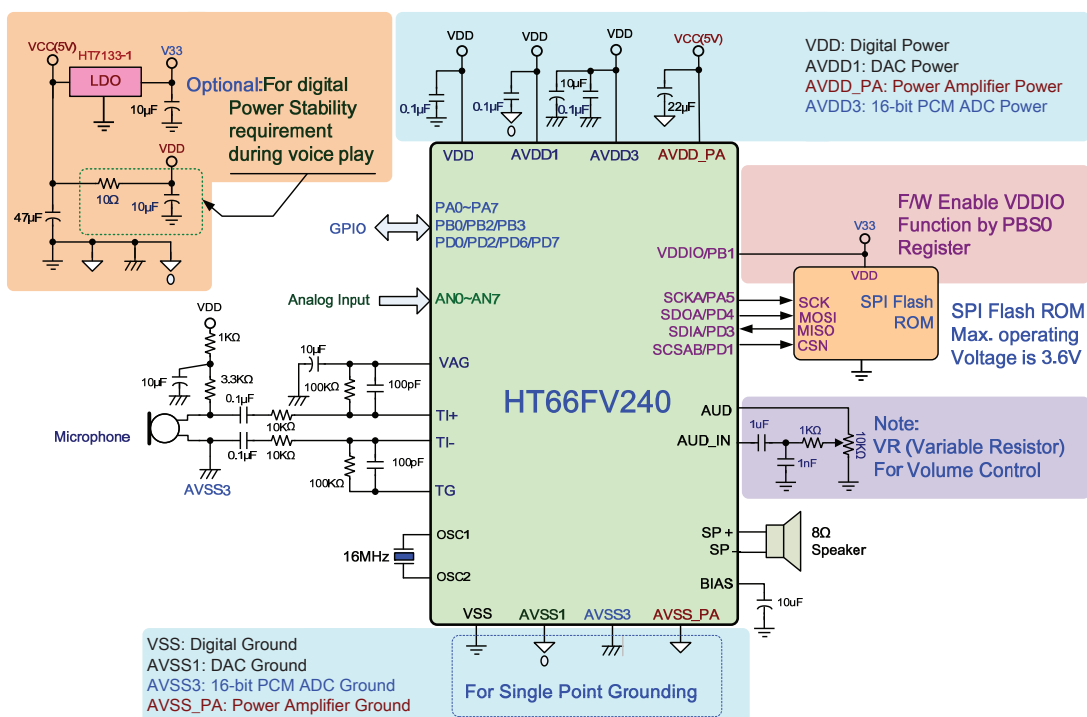 VCC(5V)
HT7133-1
V33
LDO
10µF
Optional:For digital
Power Stability
requirement
during voice play
VDD
10Ω
10µF
47µF
0
VDD
VDD
VDD
VCC(5V)
0.1µF
0.1µF
10µF
0.1µF
22µF
0
VDD: Digital Power
AVDD1: DAC Power
AVDD_PA: Power Amplifier Power
AVDD3: 16-bit PCM ADC Power
VDD
AVDD1
AVDD3
AVDD_PA
GPIO
PA0~PA7
PB0/PB2/PB3
PD0/PD2/PD6/PD7
Analog Input
AN0~AN7
VDDIO/PB1
V33
F/W Enable VDDIO
Function by PBS0
Register
SCKA/PA5
SDOA/PD4
SDIA/PD3
SCSAB/PD1
VDD
SCK
MOSI
MISO
CSN
SPI Flash
ROM
SPI Flash ROM
Max. operating
Voltage is 3.6V
VDD
1KΩ
10µF
3.3KΩ
0.1µF
10KΩ
0.1µF
10KΩ
10µF
100KΩ
100pF
100KΩ
100pF
Microphone
AVSS3
VAG
TI+
TI-
TG
HT66FV240
AUD
AUD_IN
1uF
1KΩ
10KΩ
1nF
Note:
VR (Variable Resistor)
For Volume Control
16MHz
OSC1
OSC2
SP +
SP-
8Ω
Speaker
BIAS
10uF
VSS
AVSS1
AVSS3
AVSS_PA
0
VSS: Digital Ground
AVSS1: DAC Ground
AVSS3: 16-bit PCM ADC Ground
AVSS_PA: Power Amplifier Ground
For Single Point Grounding